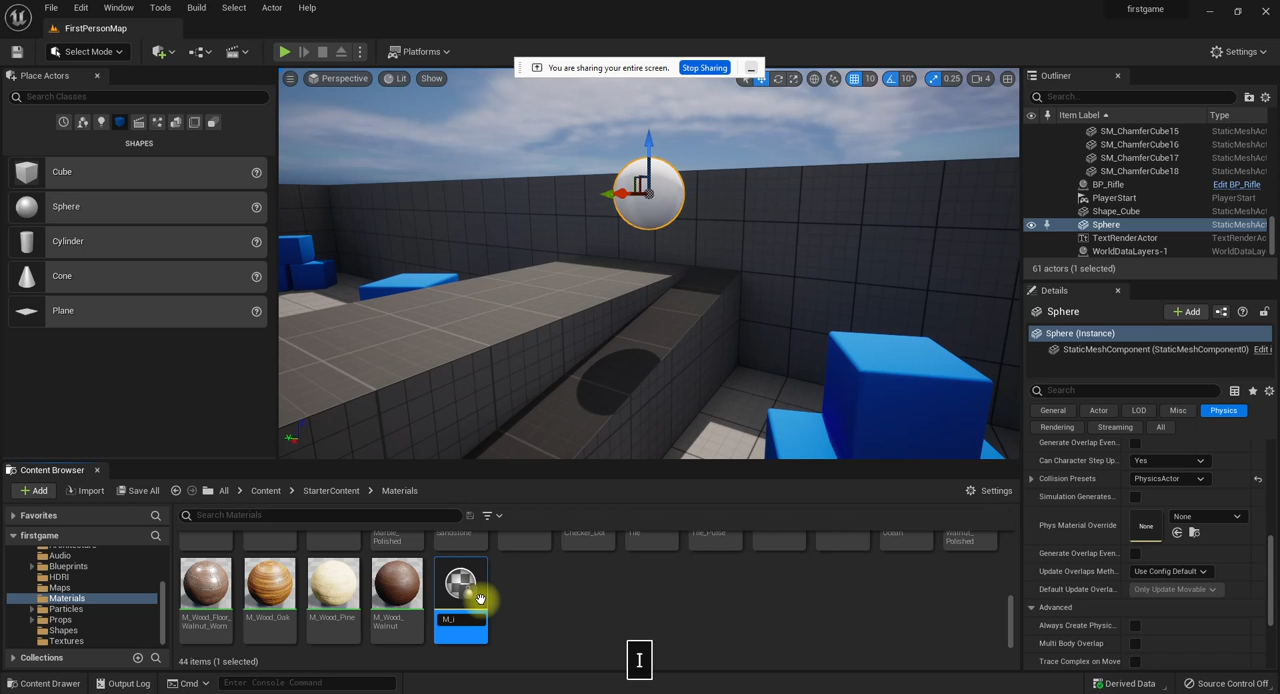 File Edit Window Tools Build Select Actor Help
firstgame
FirstPersonMap
Select Mode
Platforms
Settings
You are sharing your entire screen. Stop Sharing
Place Actors
Search Classes
SHAPES
Cube
Sphere
Cylinder
Cone
Plane
Perspective Lit Show
10 10° 0.25 4
Outliner
Search...
Item Label Type
SM_ChamferCube15 StaticMeshAct
SM_ChamferCube16 StaticMeshAct
SM_ChamferCube17 StaticMeshAct
SM_ChamferCube18 StaticMeshAct
BP_Rifle Edit BP_Rifle
PlayerStart PlayerStart
Shape_Cube StaticMeshAct
Sphere StaticMeshAct
TextRenderActor TextRenderAc
WorldDataLayers-1 WorldDataLay
61 actors (1 selected)
Details
Sphere
Add
Sphere (Instance)
StaticMeshComponent (StaticMeshComponent0) Edit i
Search
General Actor LOD Misc Physics
Rendering Streaming All
Generate Overlap Even
Can Character Step Up... Yes
Collision Presets PhysicsActor
Simulation Generates...
Phys Material Override None None
Generate Overlap Even
Update Overlaps Meth... Use Config Default
Default Update Overla... Only Update Movable
Advanced
Always Create Physic...
Multi Body Overlap
Trace Complex on Move
Content Browser
Add Import Save All All Content StarterContent Materials Settings
Favorites
firstgame
Audio
Blueprints
HDRI
Maps
Materials
Particles
Props
Shapes
Textures
Collections
Search Materials
Marble_
Polished
Sandstone
Checker_Dot
Tile
Tile_Pulse
Ocean
Walnut_
Polished
M_Wood_Floor_
Walnut_Worn
M_Wood_Oak
M_Wood_Pine
M_Wood_
Walnut
M_i
44 items (1 selected)
I
Content Drawer Output Log Cmd Enter Console Command Derived Data Source Control Off